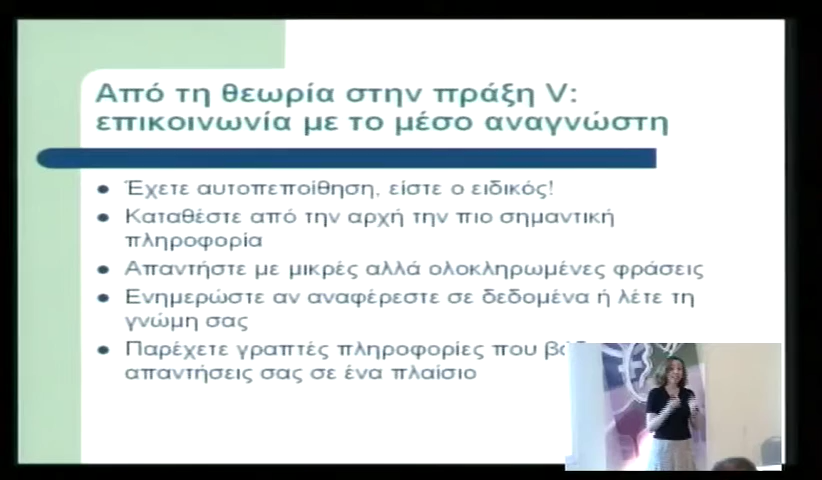 Από τη θεωρία στην πράξη V:
επικοινωνία με το μέσο αναγνώστη
Έχετε αυτοπεποίθηση, είστε ο ειδικός!
Καταθέστε από την αρχή την πιο σημαντική
πληροφορία
Απαντήστε με μικρές αλλά ολοκληρωμένες φράσεις
Ενημερώστε αν αναφέρεστε σε δεδομένα ή λέτε τη
γνώμη σας
Παρέχετε γραπτές πληροφορίες που
απαντήσεις σας σε ένα πλαίσιο